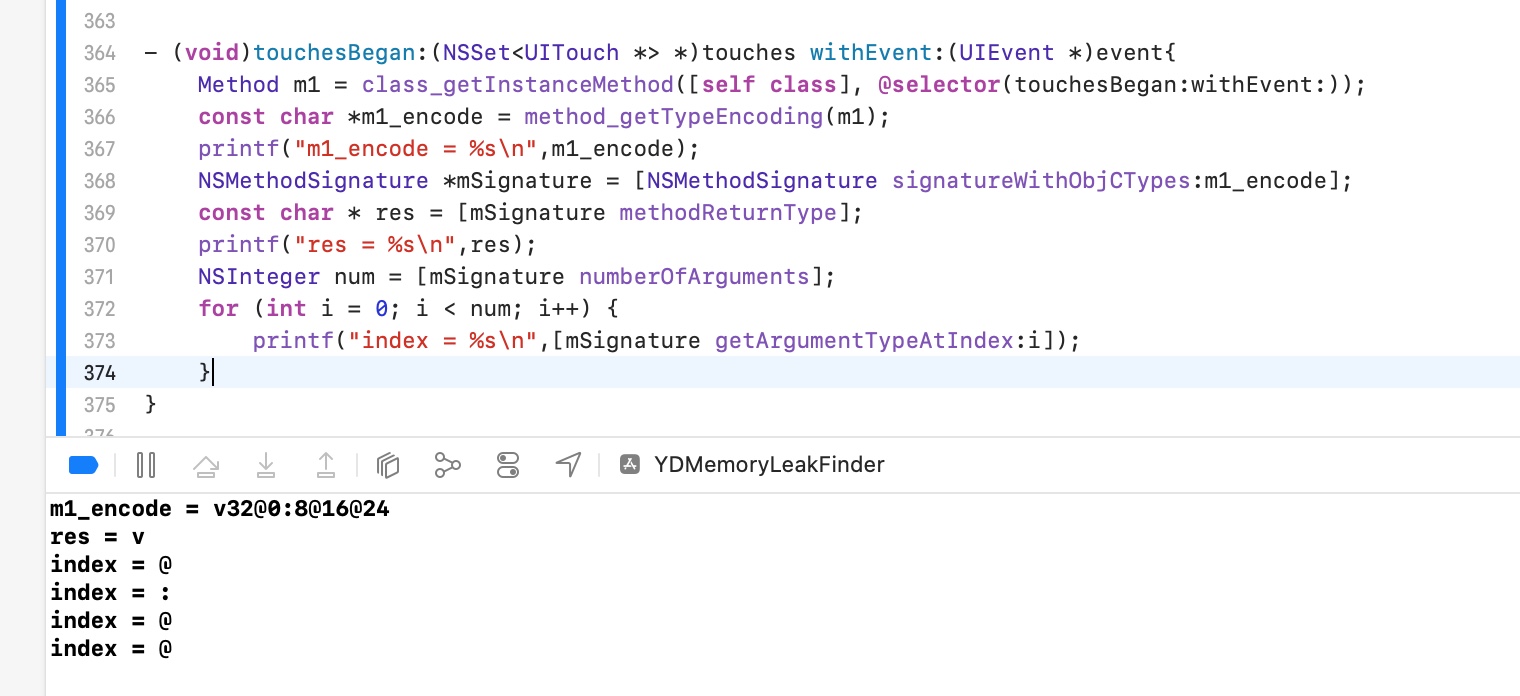 363
364 - (void)touchesBegan:(NSSet<UITouch *> *)touches withEvent:(UIEvent *)event{
365 Method m1 = class_getInstanceMethod([self class], @selector(touchesBegan:withEvent:));
366 const char *m1_encode = method_getTypeEncoding(m1);
367 printf("m1_encode = %s\n",m1_encode);
368 NSMethodSignature *mSignature = [NSMethodSignature signatureWithObjCTypes:m1_encode];
369 const char * res = [mSignature methodReturnType];
370 printf("res = %s\n",res);
371 NSInteger num = [mSignature numberOfArguments];
372 for (int i = 0; i < num; i++) {
373 printf("index = %s\n",[mSignature getArgumentTypeAtIndex:i]);
374 }
375 }
376
YDMemoryLeakFinder
m1_encode = v32@0:8@16@24
res = v
index = @
index = :
index = @
index = @